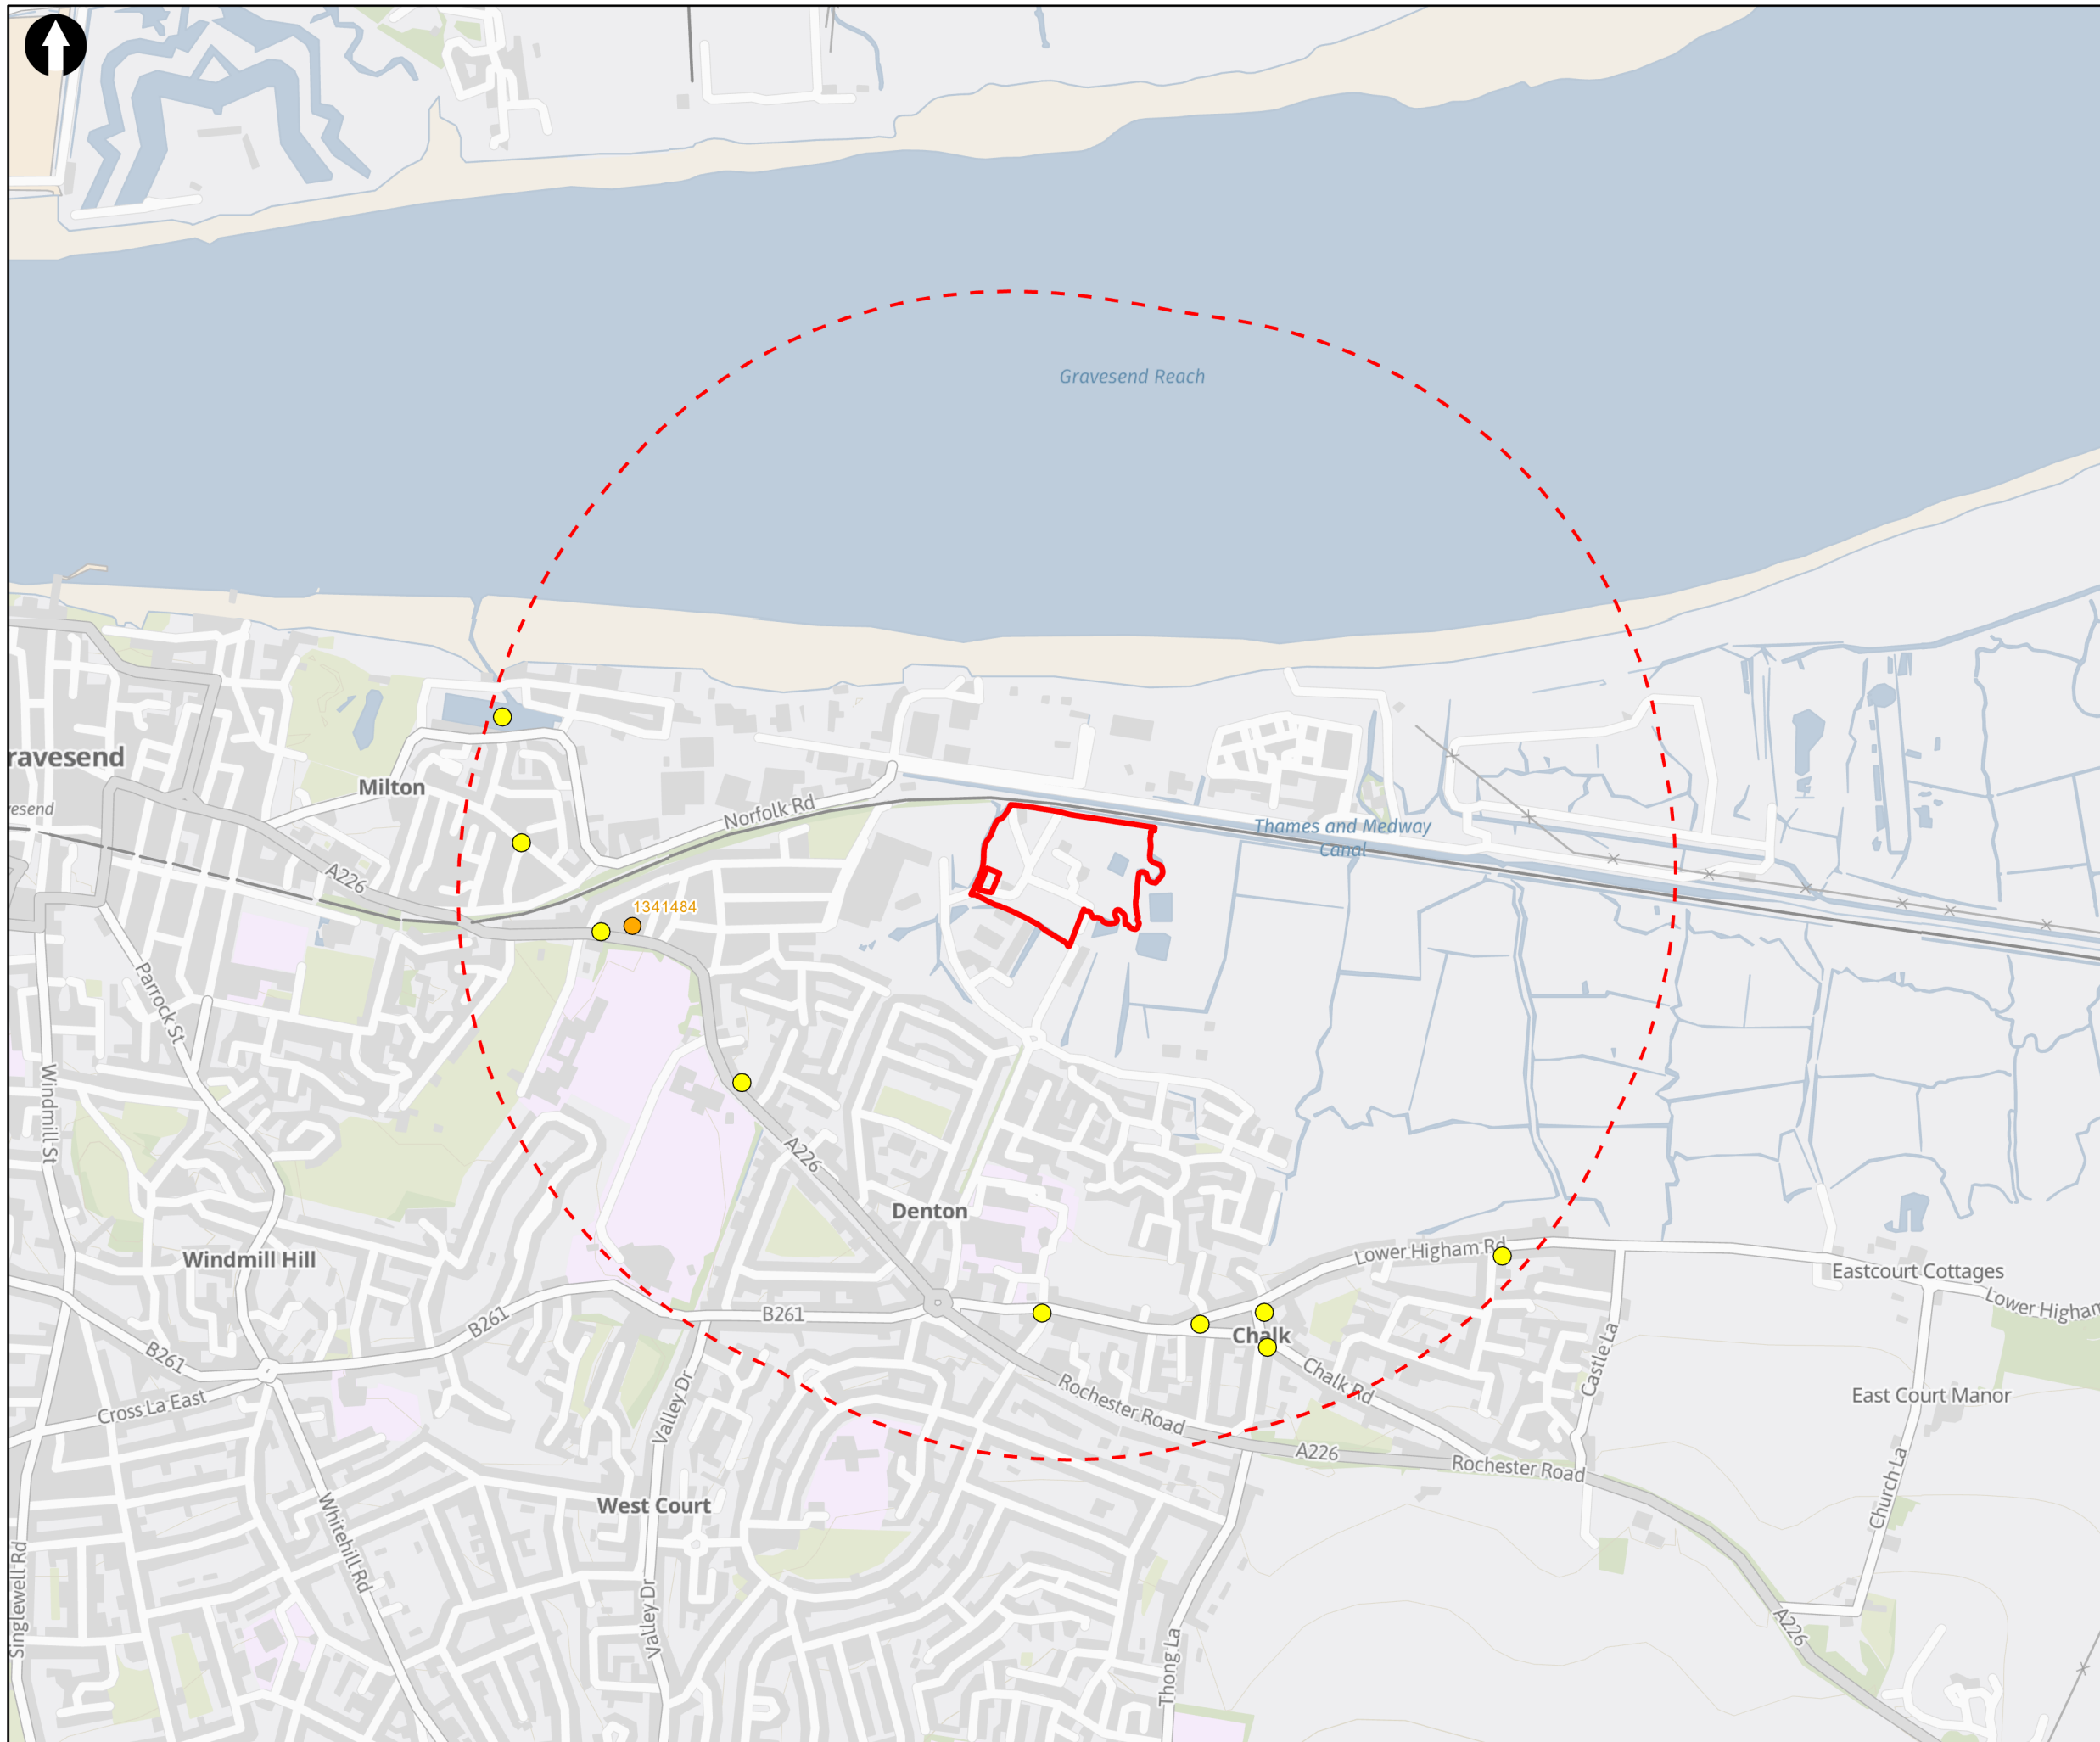 Gravesend Reach
ravesend
Milton
vesend
Norfolk Rd
Thames and Medway
Canal
A226
1341484
Parrock St
Windmill St
A226
Denton
Windmill Hill
Lower Higham Rd
Eastcourt Cottages
Lower Higham
B261
B261
B261
Chalk
Chalk Rd
Castle La
Cross La East
Valley Dr
Rochester Road
East Court Manor
A226
Rochester Road
Church La
West Court
Whitehill Rd
Singlewell Rd
Valley Dr
Thong La
A226